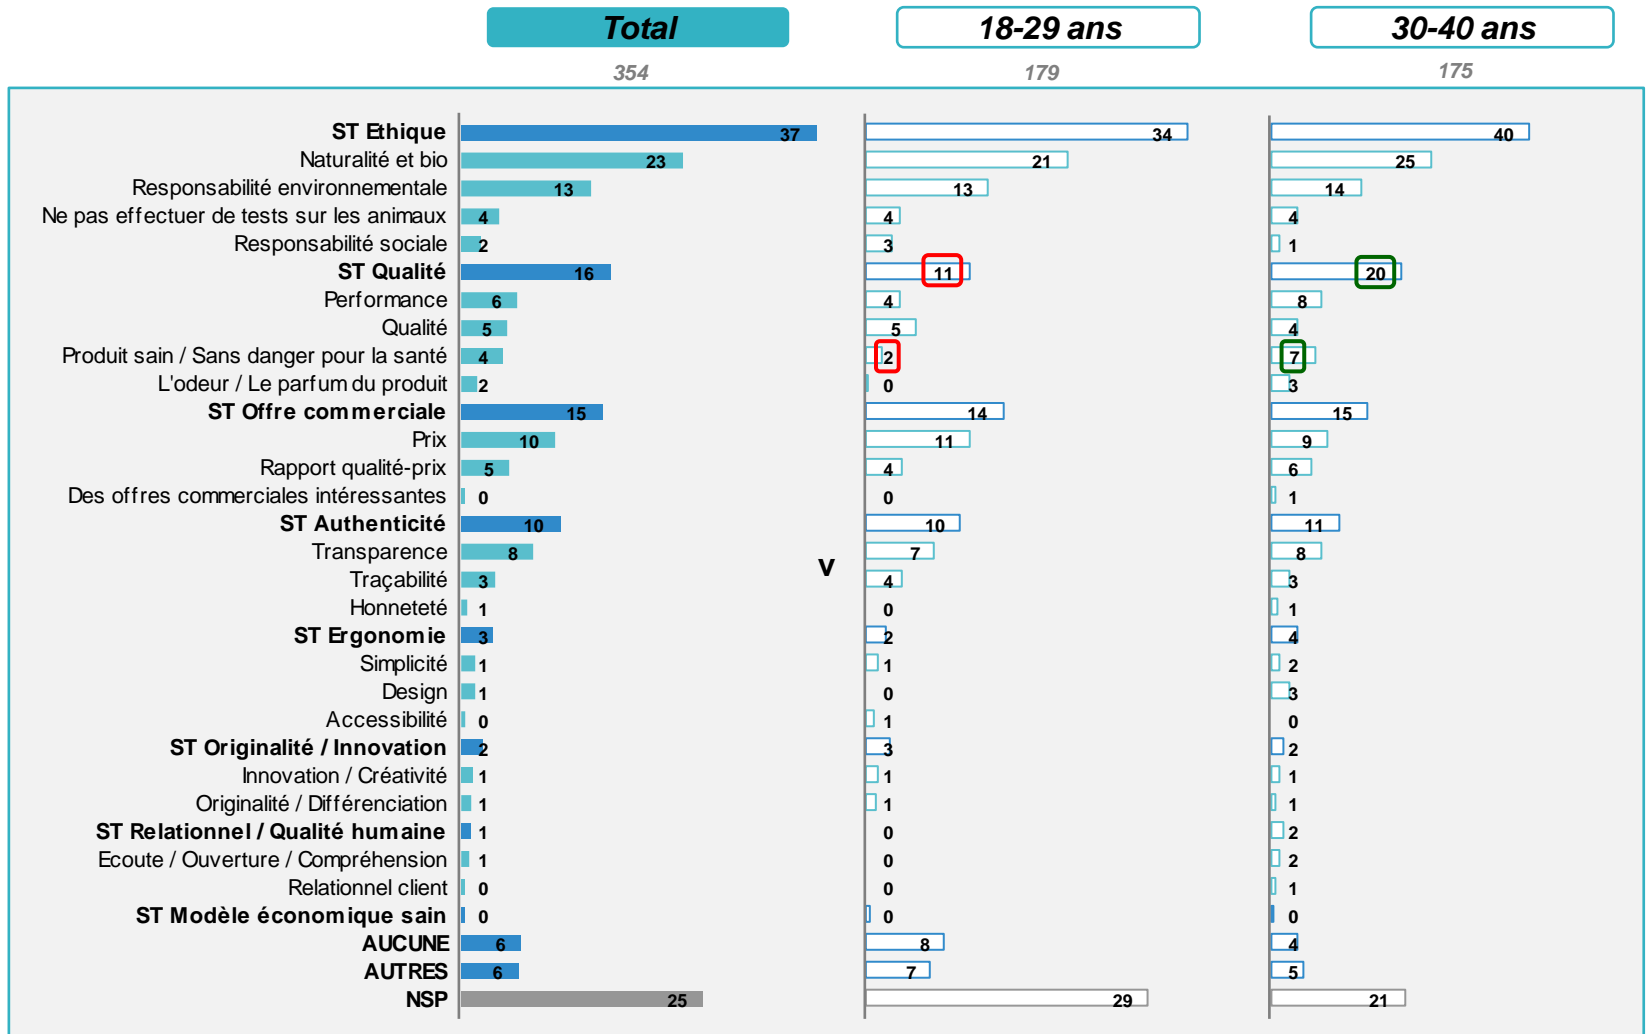 Total 18-29 ans 30-40 ans
354 179 175
ST Ethique 37 34 40
Naturalité et bio 23 21 25
Responsabilité environnementale 13 13 14
Ne pas effectuer de tests sur les animaux 4 4 4
Responsabilité sociale 2 3 1
ST Qualité 16 11 20
Performance 6 4 8
Qualité 5 5 4
Produit sain / Sans danger pour la santé 4 2 7
L'odeur / Le parfum du produit 2 0 3
ST Offre commerciale 15 14 15
Prix 10 11 9
Rapport qualité-prix 5 4 6
Des offres commerciales intéressantes 0 0 1
ST Authenticité 10 10 11
Transparence 8 7 8
v
Traçabilité 3 4 3
Honneteté 1 0 1
ST Ergonomie 3 2 4
Simplicité 1 1 2
Design 1 0 3
Accessibilité 0 1 0
ST Originalité / Innovation 2 3 2
Innovation / Créativité 1 1 1
Originalité / Différenciation 1 1 1
ST Relationnel / Qualité humaine 1 0 2
Ecoute / Ouverture / Compréhension 1 0 2
Relationnel client 0 0 1
ST Modèle économique sain 0 0 0
AUCUNE 6 8 4
AUTRES 6 7 5
NSP 25 29 21